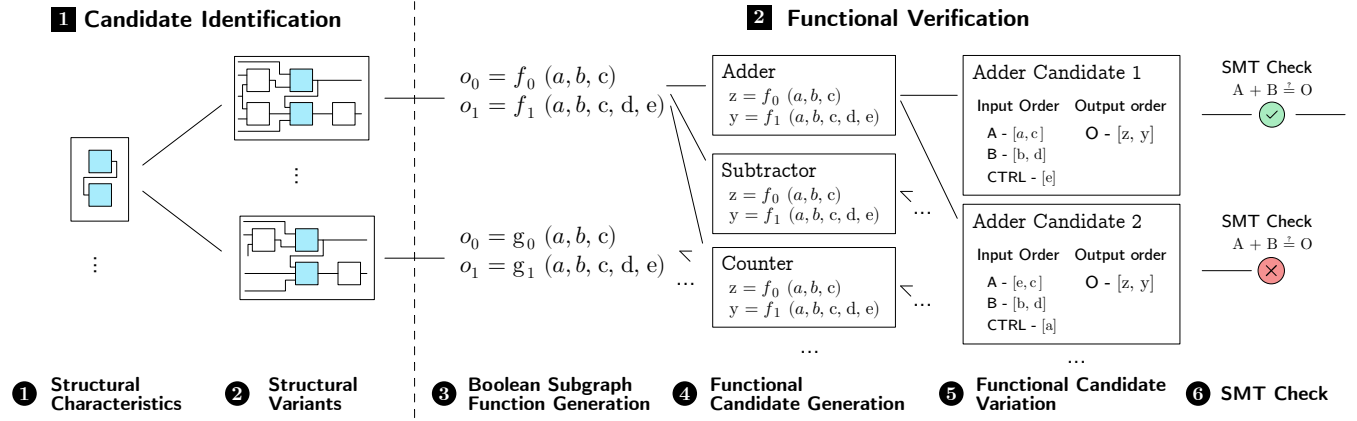 1 Candidate Identification
2 Functional Verification
...
...
o₀ = f₀ (a, b, c)
o₁ = f₁ (a, b, c, d, e)
o₀ = g₀ (a, b, c)
o₁ = g₁ (a, b, c, d, e)
...
Adder
z = f₀ (a, b, c)
y = f₁ (a, b, c, d, e)
Subtractor
z = f₀ (a, b, c)
y = f₁ (a, b, c, d, e)
...
Counter
z = f₀ (a, b, c)
y = f₁ (a, b, c, d, e)
...
...
Adder Candidate 1
Input Order
A - [a, c]
B - [b, d]
CTRL - [e]
Output order
O - [z, y]
Adder Candidate 2
Input Order
A - [e, c]
B - [b, d]
CTRL - [a]
Output order
O - [z, y]
...
SMT Check
A + B ≟ O
SMT Check
A + B ≟ O
1 Structural
Characteristics
2 Structural
Variants
3 Boolean Subgraph
Function Generation
4 Functional
Candidate Generation
5 Functional Candidate
Variation
6 SMT Check